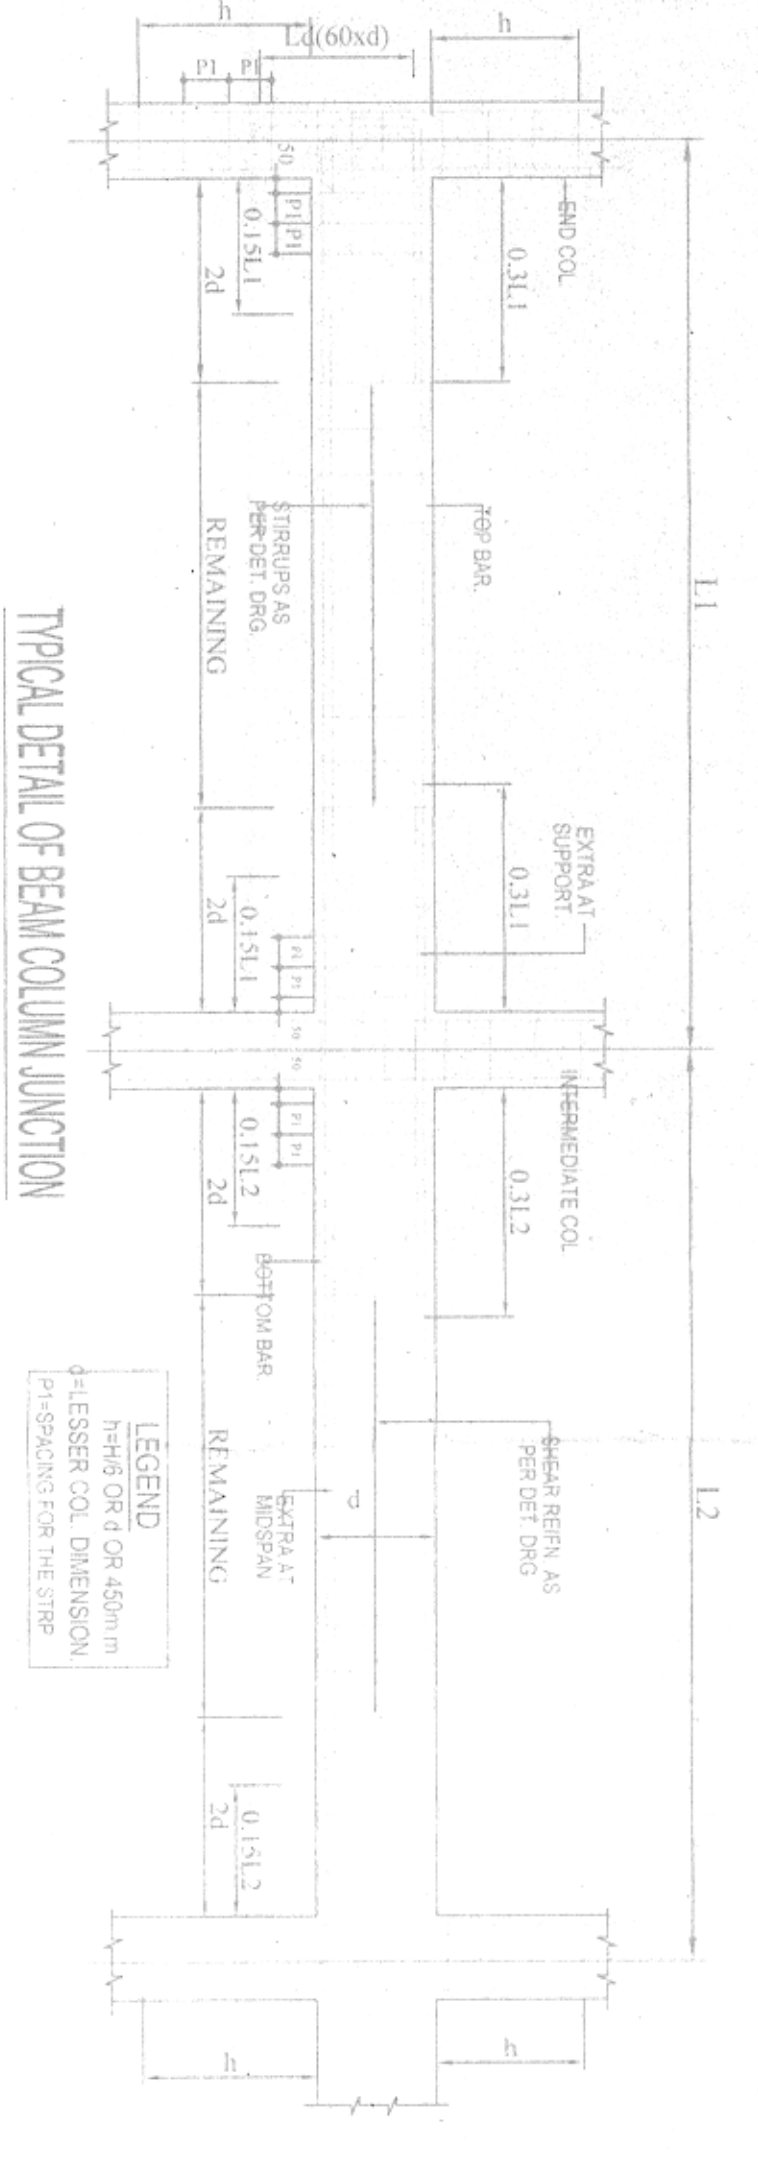 L1
L2
END COL.
0.3L1
TOP BAR.
EXTRA AT
SUPPORT.
0.3L1
INTERMEDIATE COL
0.3L2
SHEAR REIFN AS
PER DET. DRG
h
h
Ld(60xd)
h
h
P1
P1
50
P1
P1
0.15L1
2d
STIRRUPS AS
PER DET. DRG.
REMAINING
0.15L1
2d
P1
P1
50
50
P1
P1
0.15L2
2d
BOTTOM BAR.
EXTRA AT
MIDSPAN
d
REMAINING
0.15L2
2d
LEGEND
h=H/6 OR d OR 450m.m
d=LESSER COL. DIMENSION.
P1=SPACING FOR THE STRP
TYPICAL DETAIL OF BEAM COLUMN JUNCTION